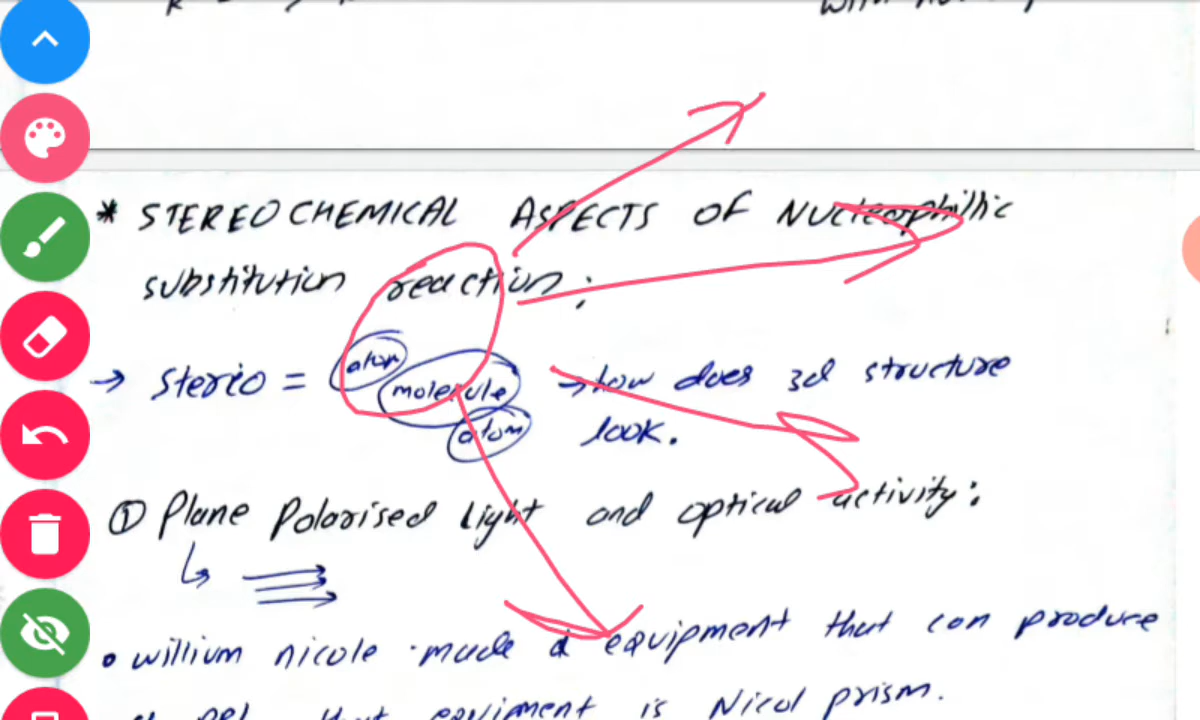 * STEREOCHEMICAL ASPECTS OF Nucleophillic
substitution reaction:
→ Sterio = atom molecule atom → how does 3d structure
look.
① Plane Polarised Light and optical activity:
• willium nicole made a equipment that can produce
that equipment is Nicol prism.